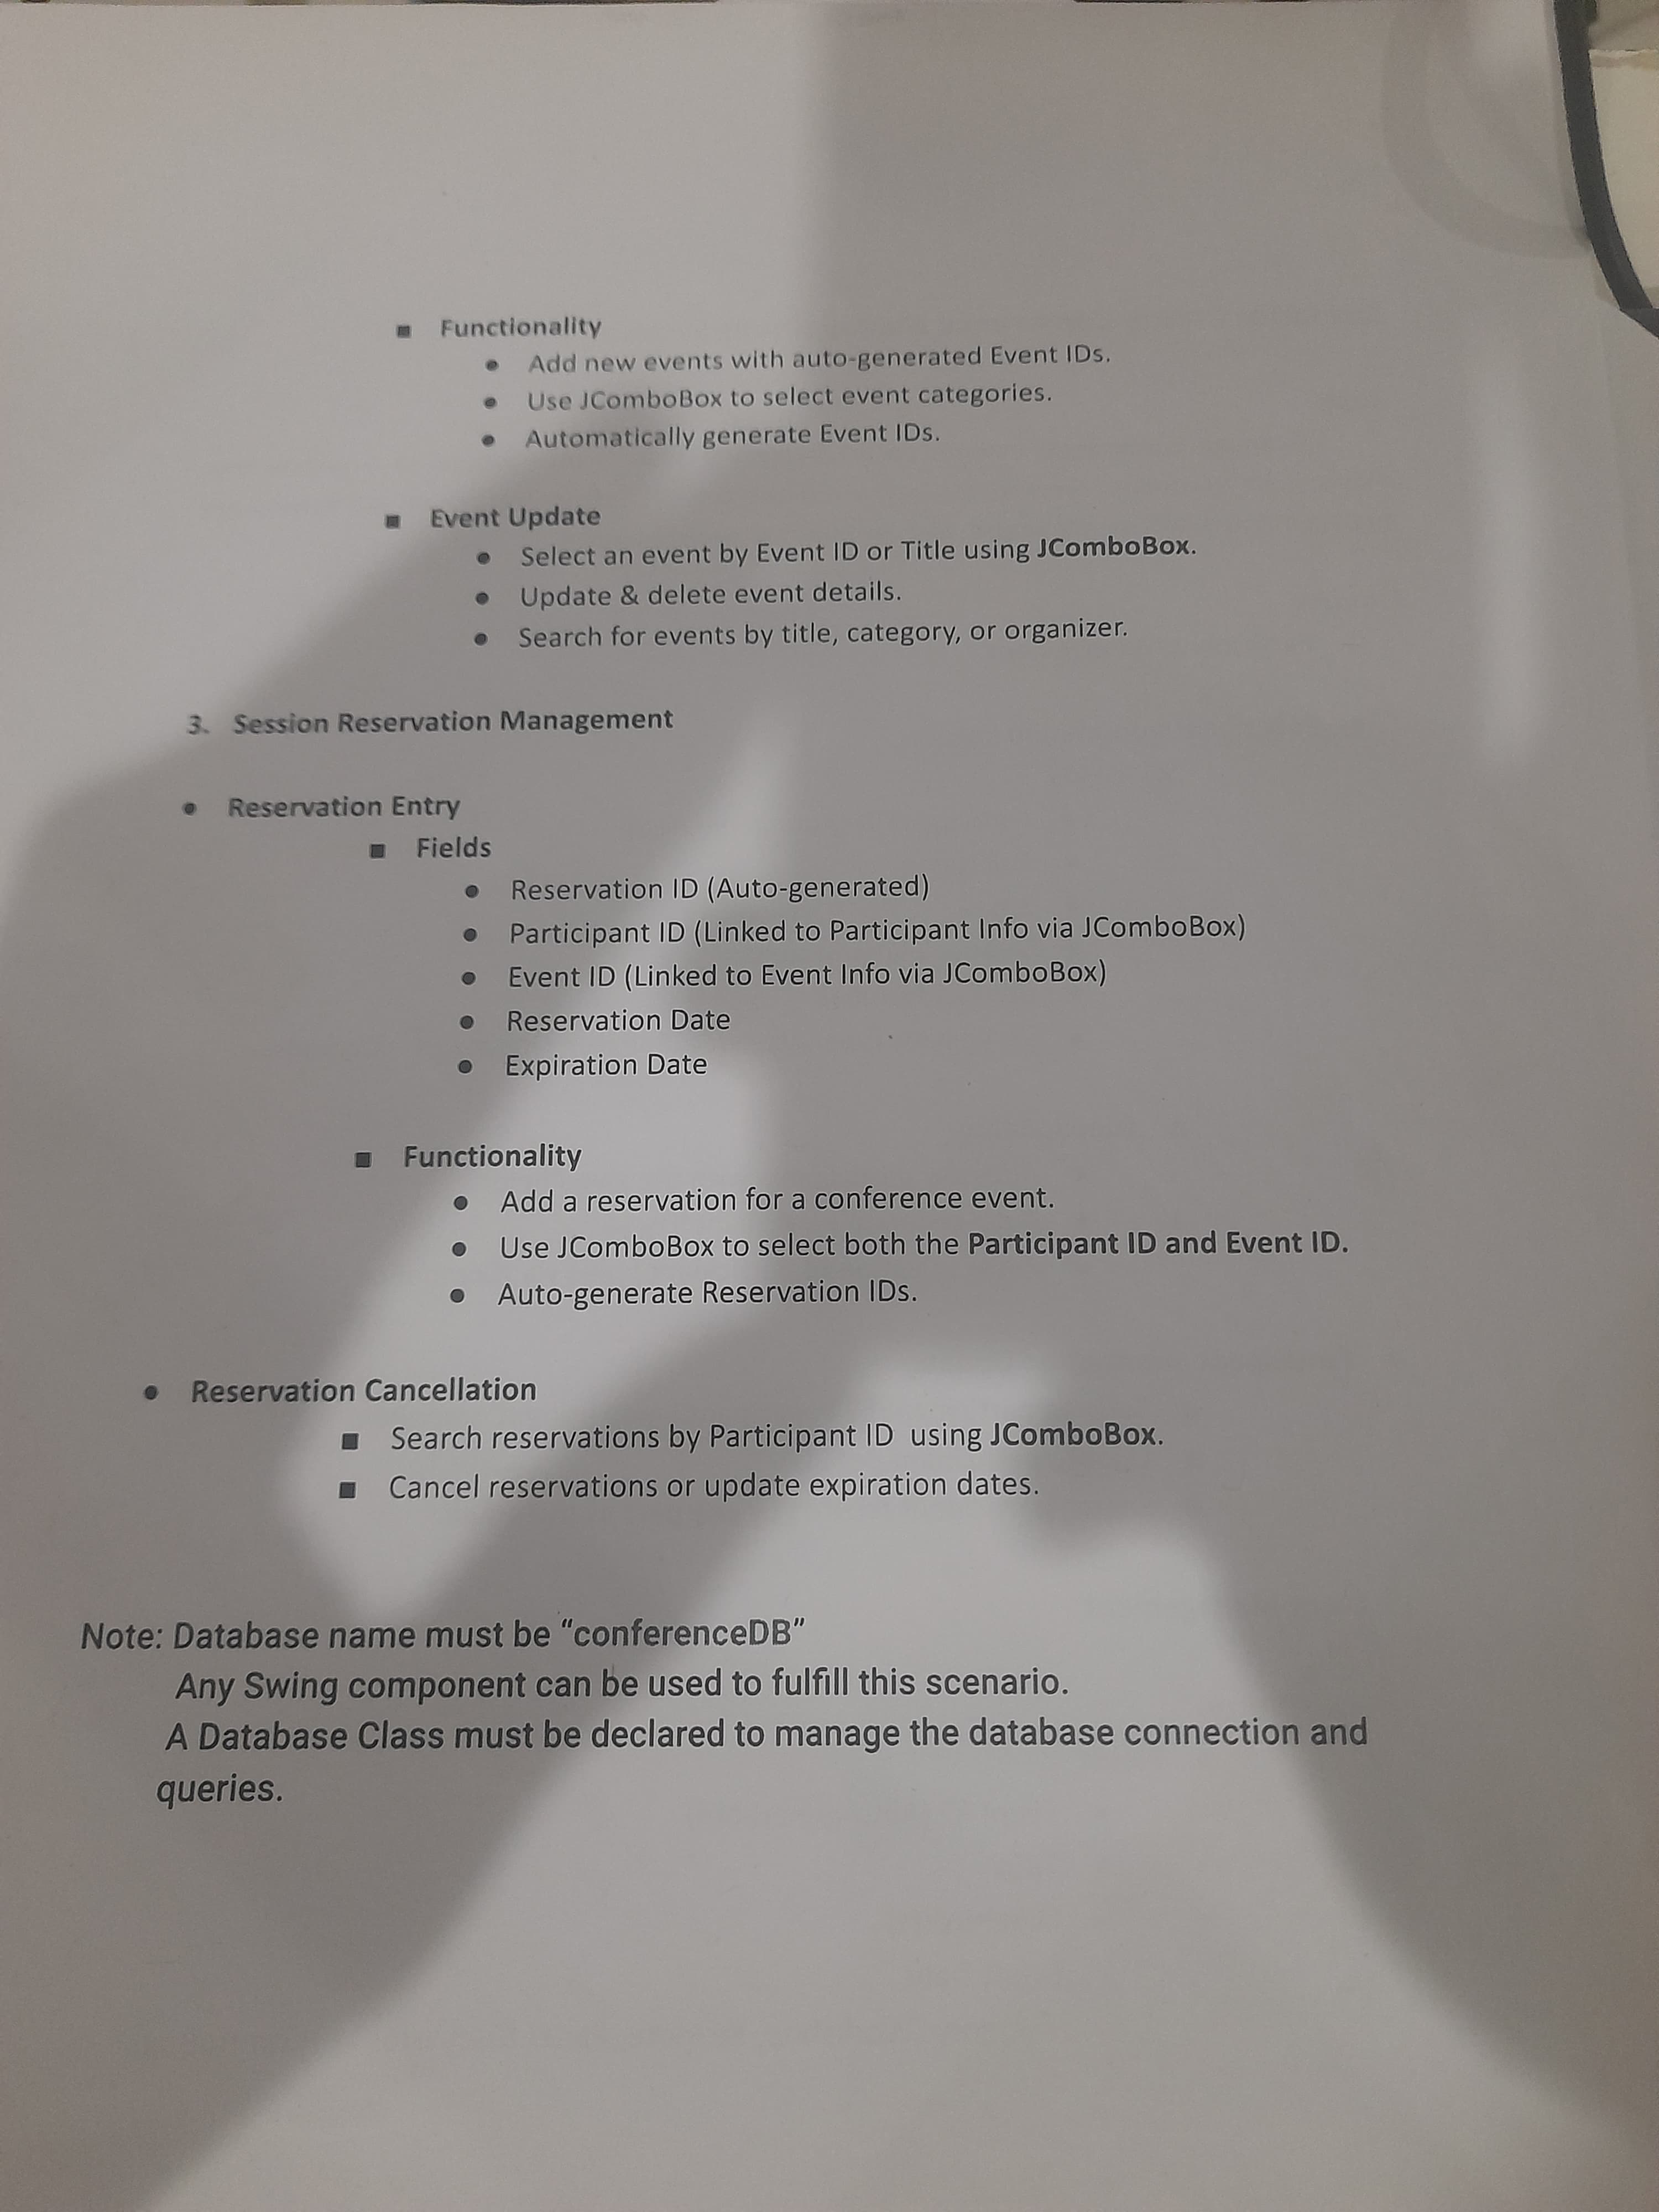 ■ Functionality
● Add new events with auto-generated Event IDs.
● Use JComboBox to select event categories.
● Automatically generate Event IDs.
■ Event Update
● Select an event by Event ID or Title using JComboBox.
● Update & delete event details.
● Search for events by title, category, or organizer.
3. Session Reservation Management
● Reservation Entry
■ Fields
● Reservation ID (Auto-generated)
● Participant ID (Linked to Participant Info via JComboBox)
● Event ID (Linked to Event Info via JComboBox)
● Reservation Date
● Expiration Date
■ Functionality
● Add a reservation for a conference event.
● Use JComboBox to select both the Participant ID and Event ID.
● Auto-generate Reservation IDs.
● Reservation Cancellation
■ Search reservations by Participant ID using JComboBox.
■ Cancel reservations or update expiration dates.
Note: Database name must be “conferenceDB”
Any Swing component can be used to fulfill this scenario.
A Database Class must be declared to manage the database connection and
queries.